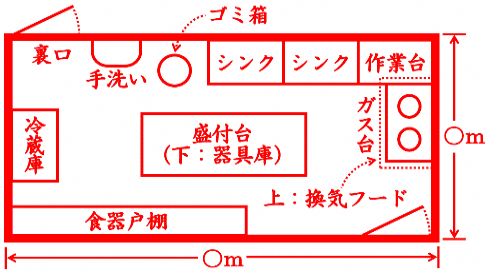 ゴミ箱
裏口
手洗い
シンク
シンク
作業台
冷蔵庫
盛付台
(下：器具庫)
ガス台
〇m
上：換気フード
食器戸棚
〇m